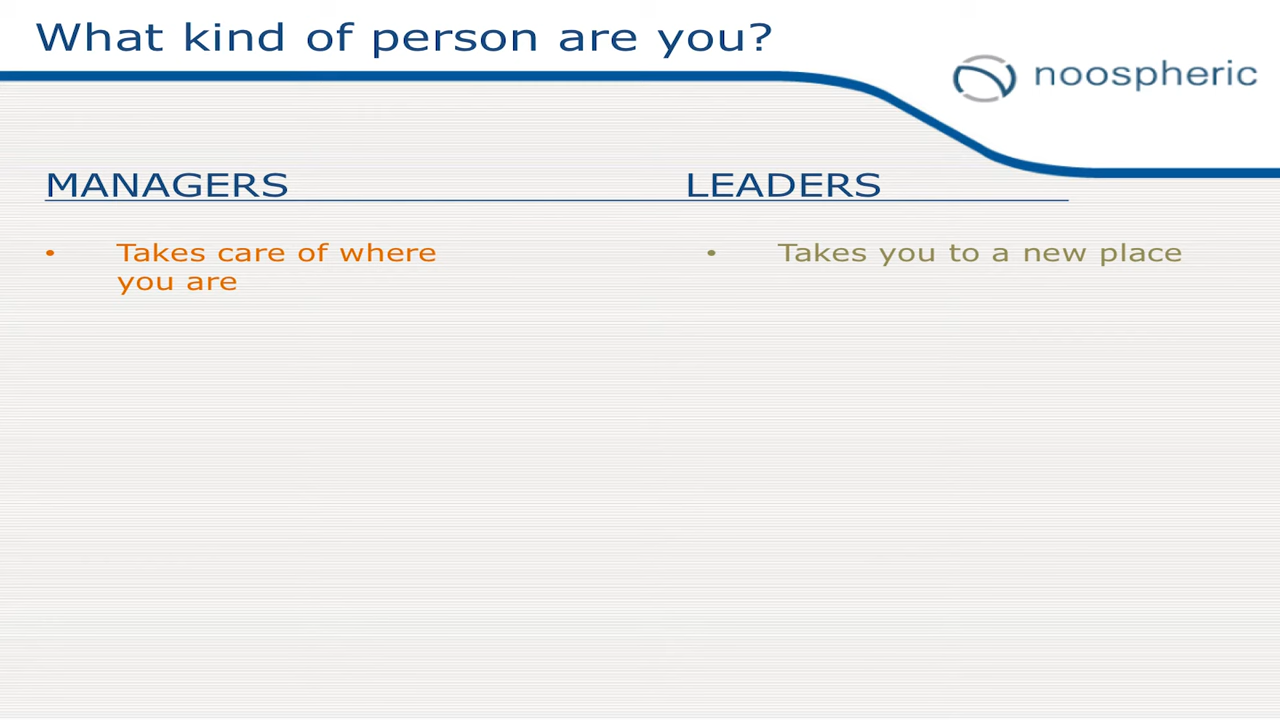 What kind of person are you?
noospheric
MANAGERS
LEADERS
• Takes care of where
you are
• Takes you to a new place